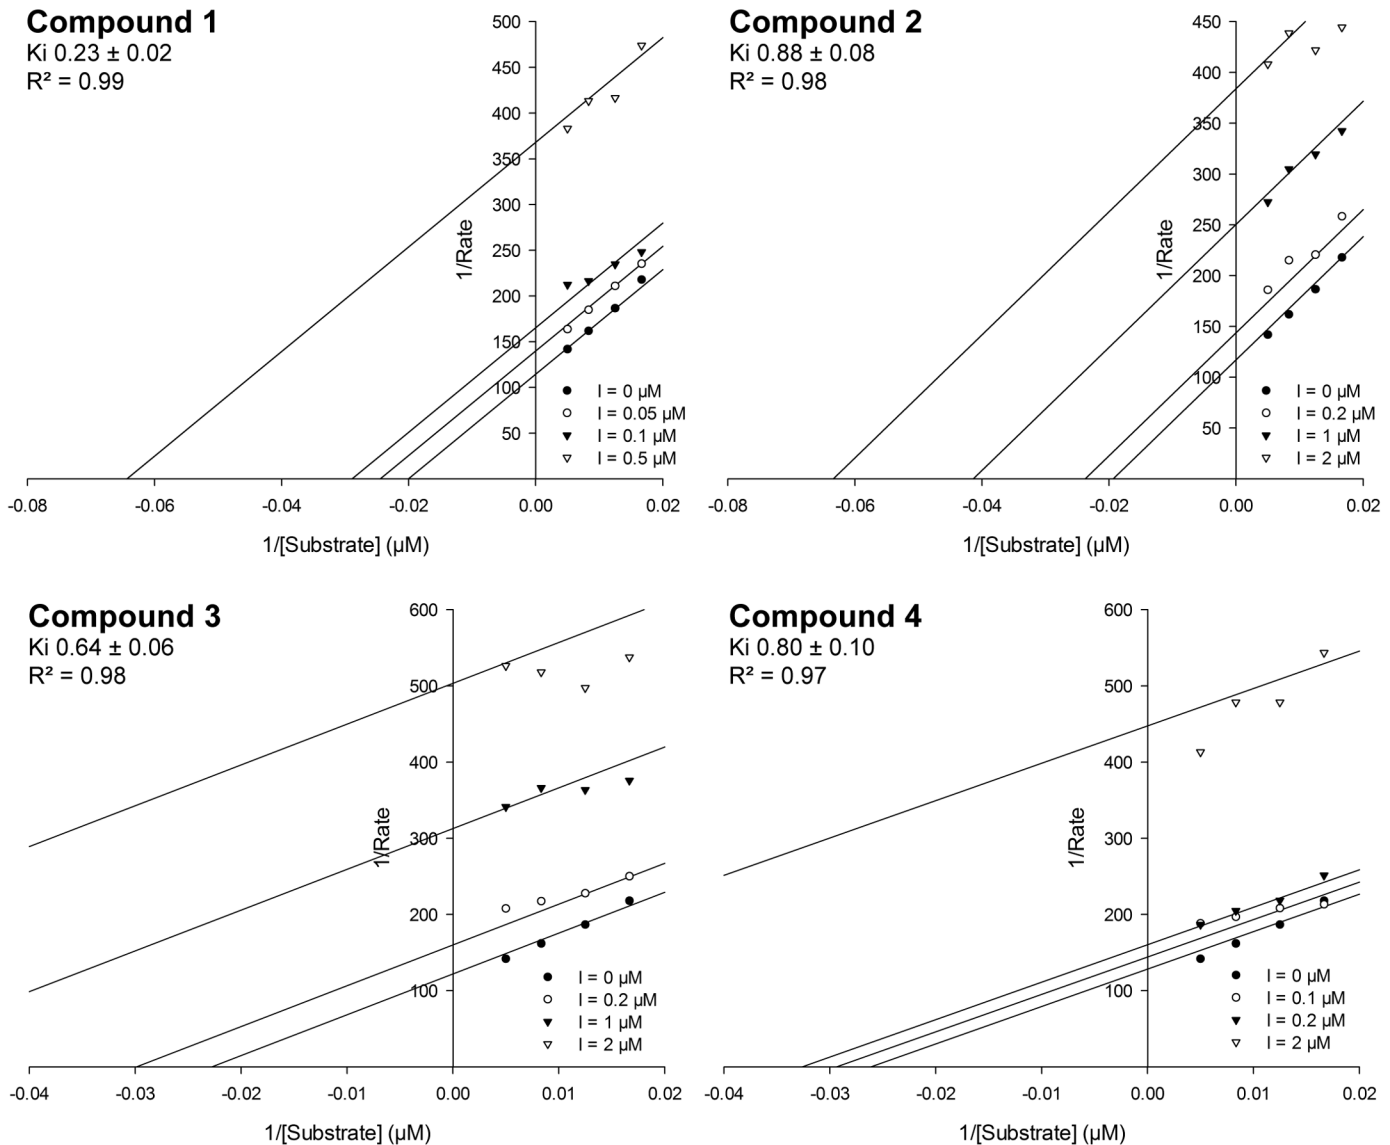 Compound 1
Ki 0.23 ± 0.02
R² = 0.99
500
450
400
350
300
250
200
150
100
50
1/Rate
I = 0 µM
I = 0.05 µM
I = 0.1 µM
I = 0.5 µM
-0.08 -0.06 -0.04 -0.02 0.00 0.02
1/[Substrate] (µM)
Compound 2
Ki 0.88 ± 0.08
R² = 0.98
450
400
350
300
250
200
150
100
50
1/Rate
I = 0 µM
I = 0.2 µM
I = 1 µM
I = 2 µM
-0.08 -0.06 -0.04 -0.02 0.00 0.02
1/[Substrate] (µM)
Compound 3
Ki 0.64 ± 0.06
R² = 0.98
600
500
400
300
200
100
1/Rate
I = 0 µM
I = 0.2 µM
I = 1 µM
I = 2 µM
-0.04 -0.03 -0.02 -0.01 0.00 0.01 0.02
1/[Substrate] (µM)
Compound 4
Ki 0.80 ± 0.10
R² = 0.97
600
500
400
300
200
100
1/Rate
I = 0 µM
I = 0.1 µM
I = 0.2 µM
I = 2 µM
-0.04 -0.03 -0.02 -0.01 0.00 0.01 0.02
1/[Substrate] (µM)